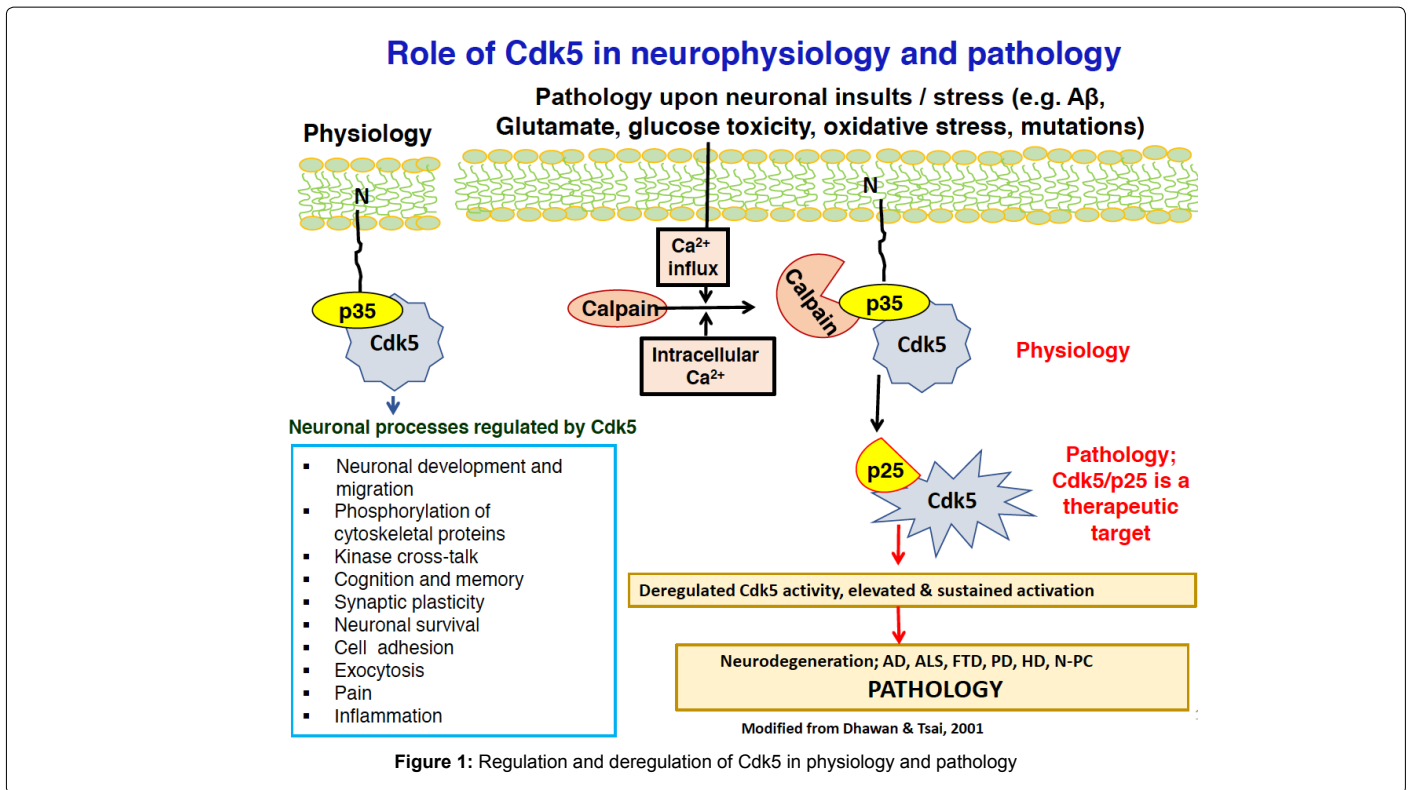 Role of Cdk5 in neurophysiology and pathology
Pathology upon neuronal insults / stress (e.g. Aβ,
Glutamate, glucose toxicity, oxidative stress, mutations)
Physiology
N
p35
Cdk5
Neuronal processes regulated by Cdk5
▪ Neuronal development and
migration
▪ Phosphorylation of
cytoskeletal proteins
▪ Kinase cross-talk
▪ Cognition and memory
▪ Synaptic plasticity
▪ Neuronal survival
▪ Cell adhesion
▪ Exocytosis
▪ Pain
▪ Inflammation
Ca²⁺
influx
Calpain
Intracellular
Ca²⁺
N
Calpain
p35
Cdk5
Physiology
p25
Cdk5
Pathology;
Cdk5/p25 is a
therapeutic
target
Deregulated Cdk5 activity, elevated & sustained activation
Neurodegeneration; AD, ALS, FTD, PD, HD, N-PC
PATHOLOGY
Modified from Dhawan & Tsai, 2001
Figure 1: Regulation and deregulation of Cdk5 in physiology and pathology